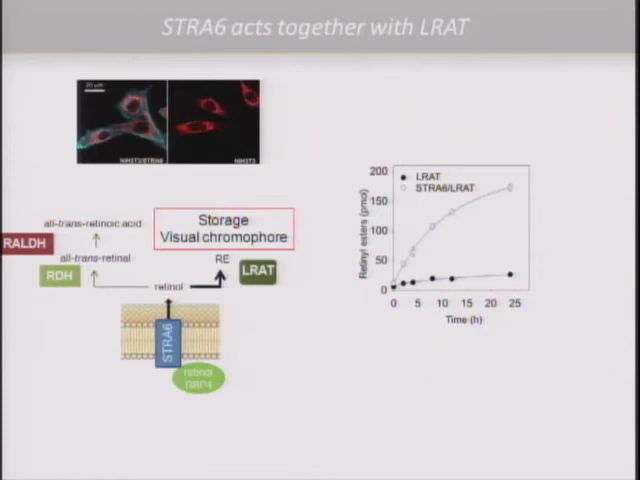 STRA6 acts together with LRAT
20 µm
NIH3T3/STRA6
NIH3T3
all-trans-retinoic acid
RALDH
all-trans-retinal
RDH
retinol
Storage
Visual chromophore
RE
LRAT
STRA6
retinol
RBP4
LRAT
STRA6/LRAT
Retinyl esters (pmol)
200
150
100
50
0
0 5 10 15 20 25
Time (h)